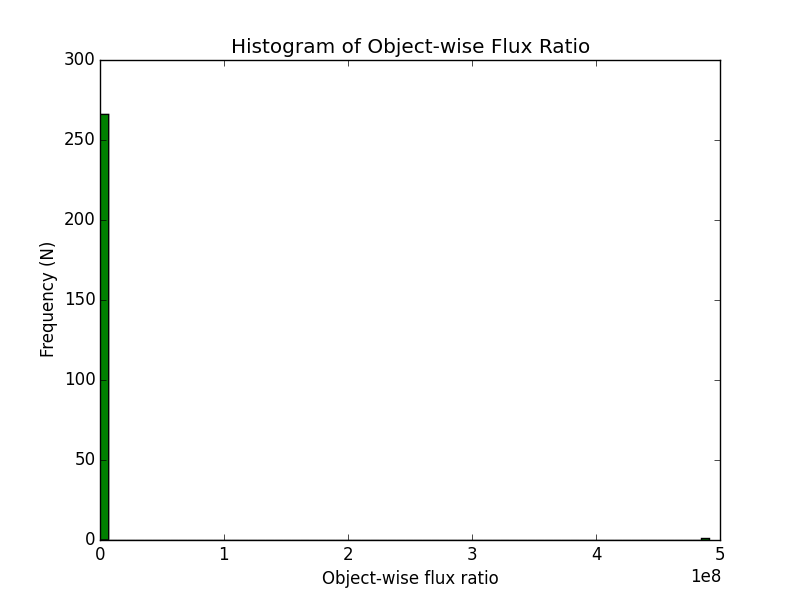 Histogram of Object-wise Flux Ratio
300
250
200
150
100
50
0
Frequency (N)
0 1 2 3 4 5
1e8
Object-wise flux ratio